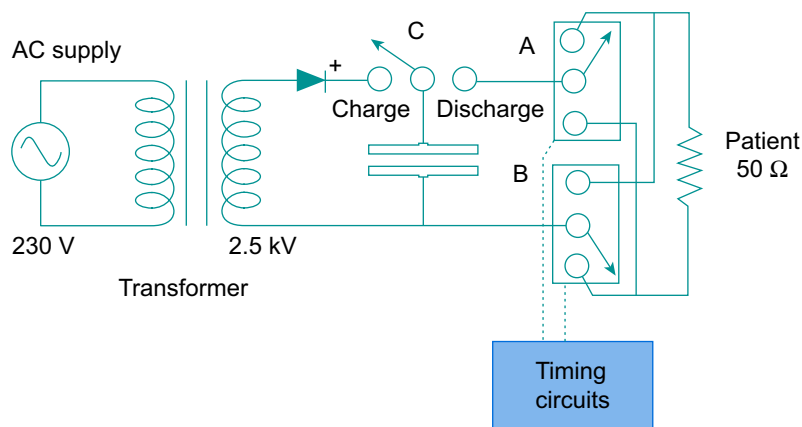 AC supply
230 V
Transformer
2.5 kV
+
Charge
C
Discharge
A
B
Patient
50 Ω
Timing
circuits